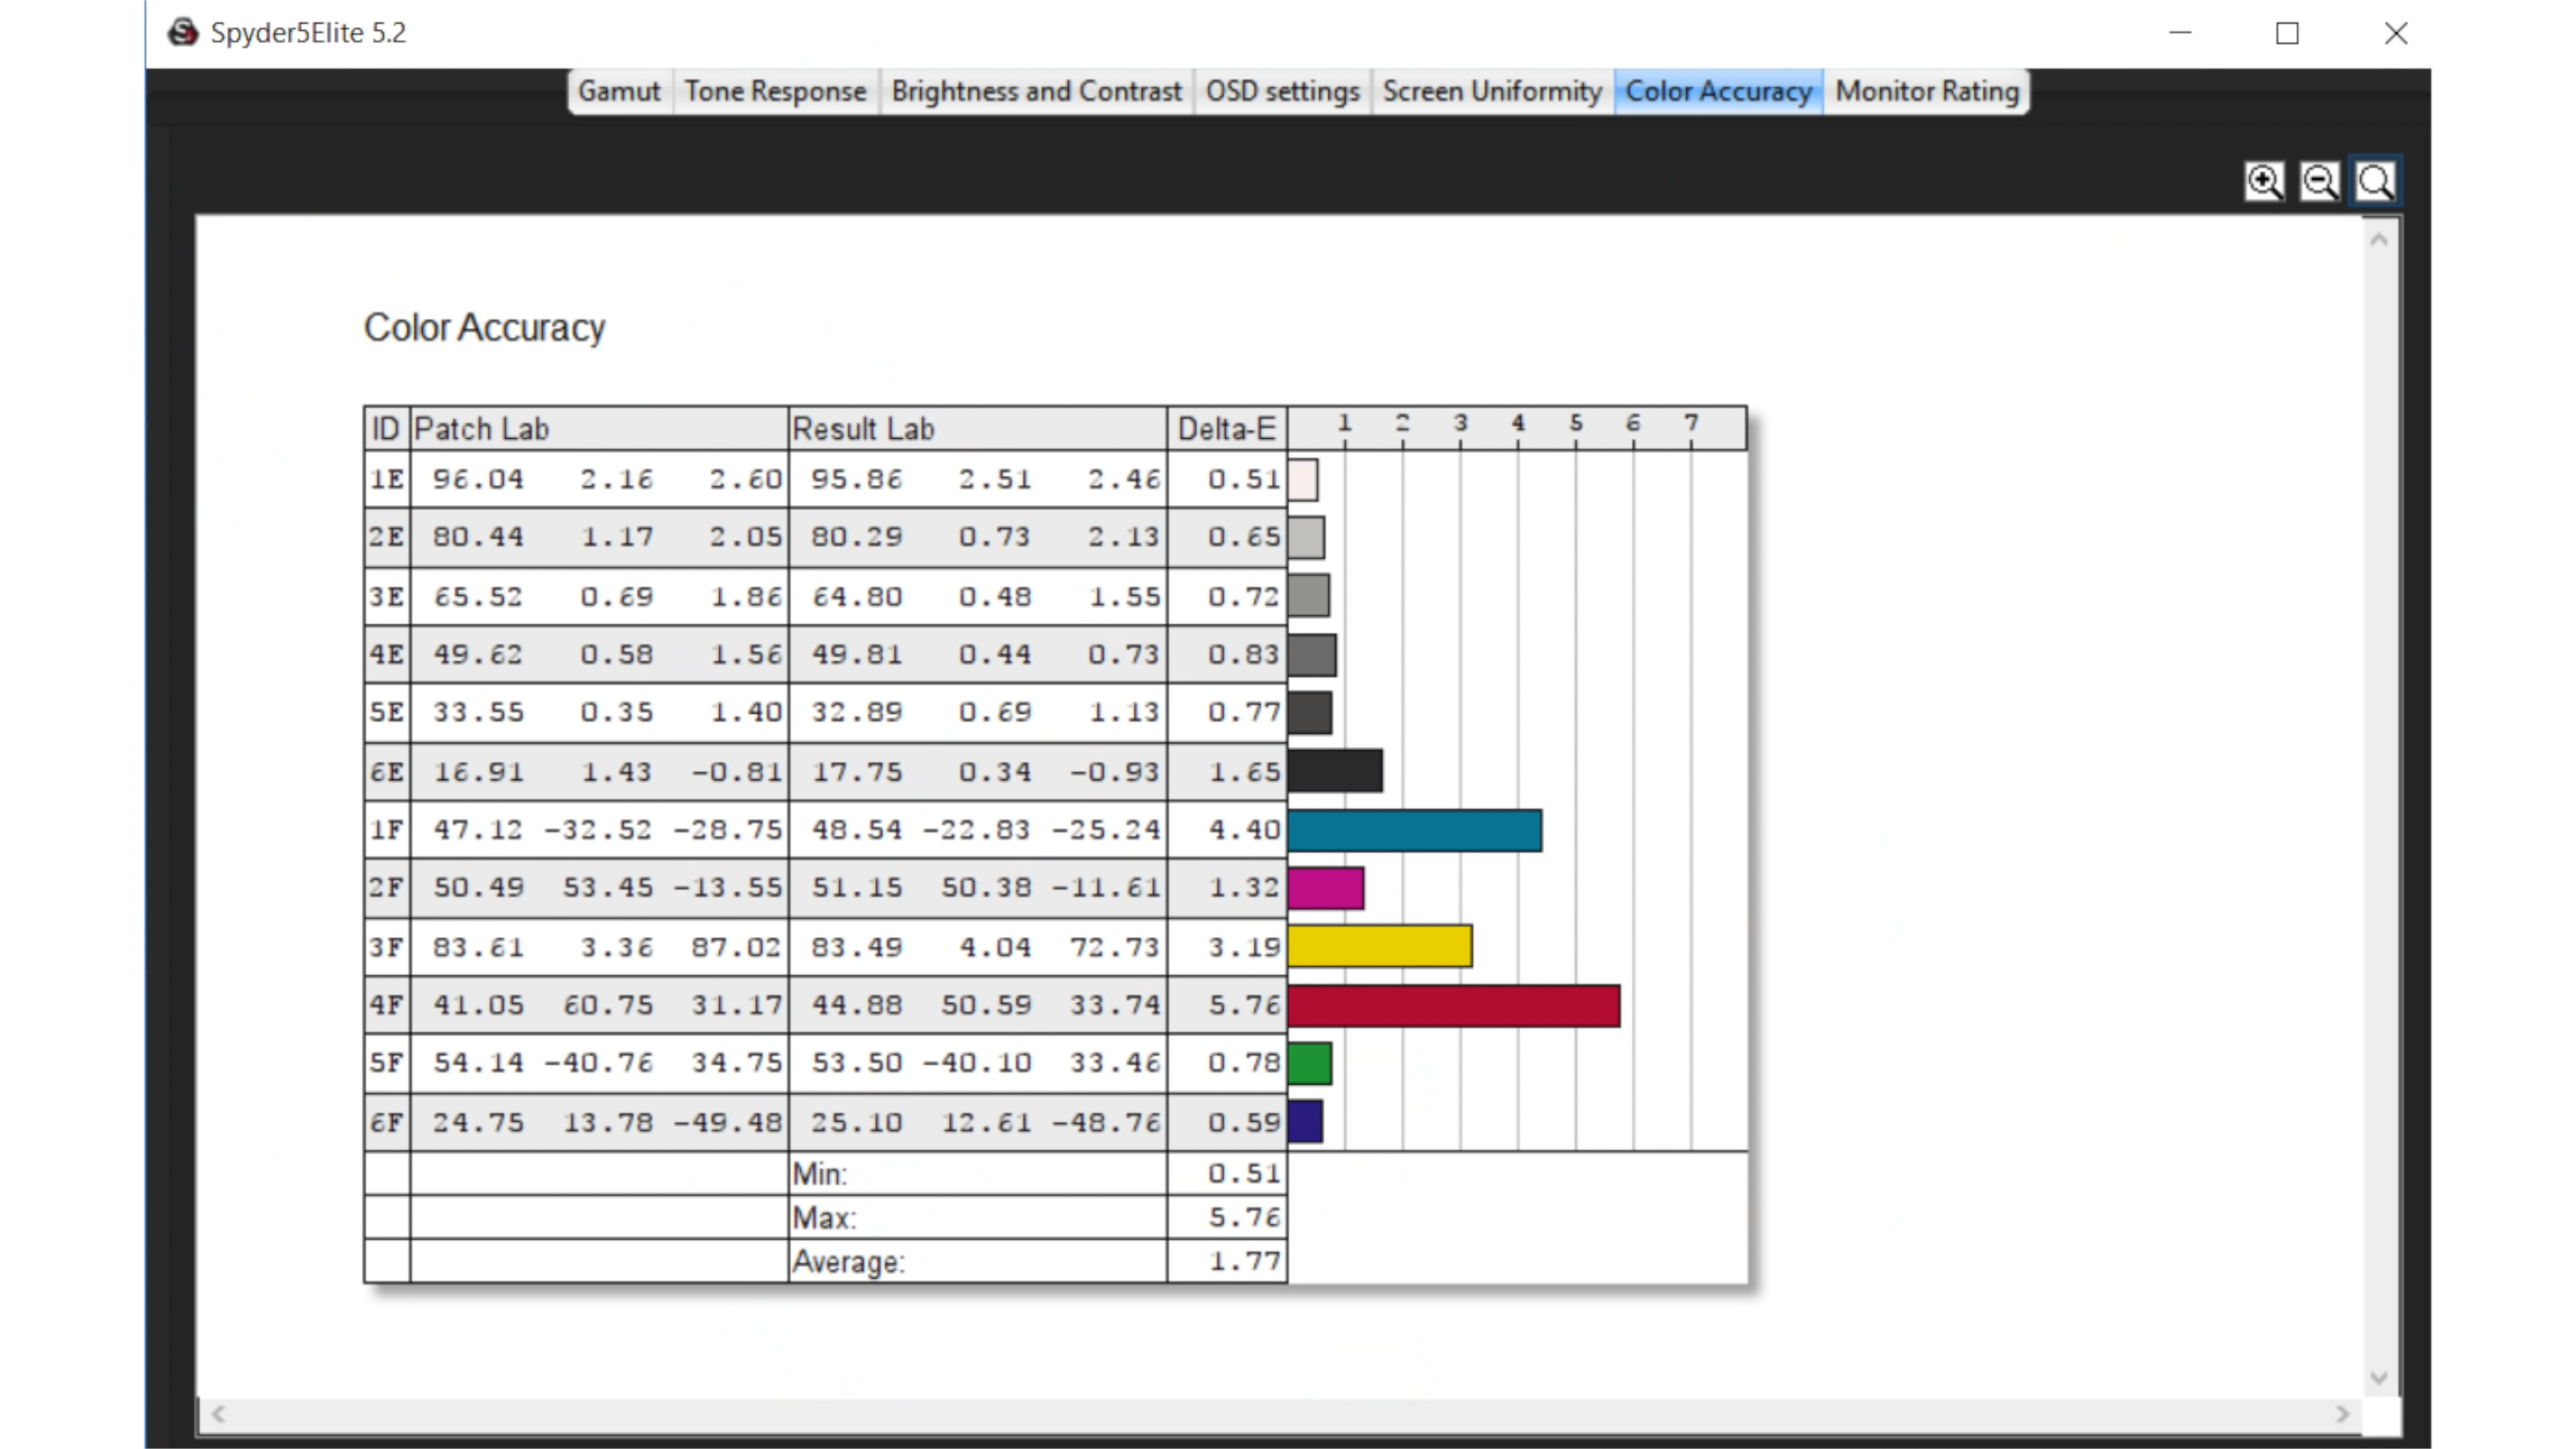 Spyder5Elite 5.2
Gamut Tone Response Brightness and Contrast OSD settings Screen Uniformity Color Accuracy Monitor Rating
Color Accuracy
ID Patch Lab Result Lab Delta-E 1 2 3 4 5 6 7
1E 96.04 2.16 2.60 95.86 2.51 2.46 0.51
2E 80.44 1.17 2.05 80.29 0.73 2.13 0.65
3E 65.52 0.69 1.86 64.80 0.48 1.55 0.72
4E 49.62 0.58 1.56 49.81 0.44 0.73 0.83
5E 33.55 0.35 1.40 32.89 0.69 1.13 0.77
6E 16.91 1.43 -0.81 17.75 0.34 -0.93 1.65
1F 47.12 -32.52 -28.75 48.54 -22.83 -25.24 4.40
2F 50.49 53.45 -13.55 51.15 50.38 -11.61 1.32
3F 83.61 3.36 87.02 83.49 4.04 72.73 3.19
4F 41.05 60.75 31.17 44.88 50.59 33.74 5.76
5F 54.14 -40.76 34.75 53.50 -40.10 33.46 0.78
6F 24.75 13.78 -49.48 25.10 12.61 -48.76 0.59
Min: 0.51
Max: 5.76
Average: 1.77